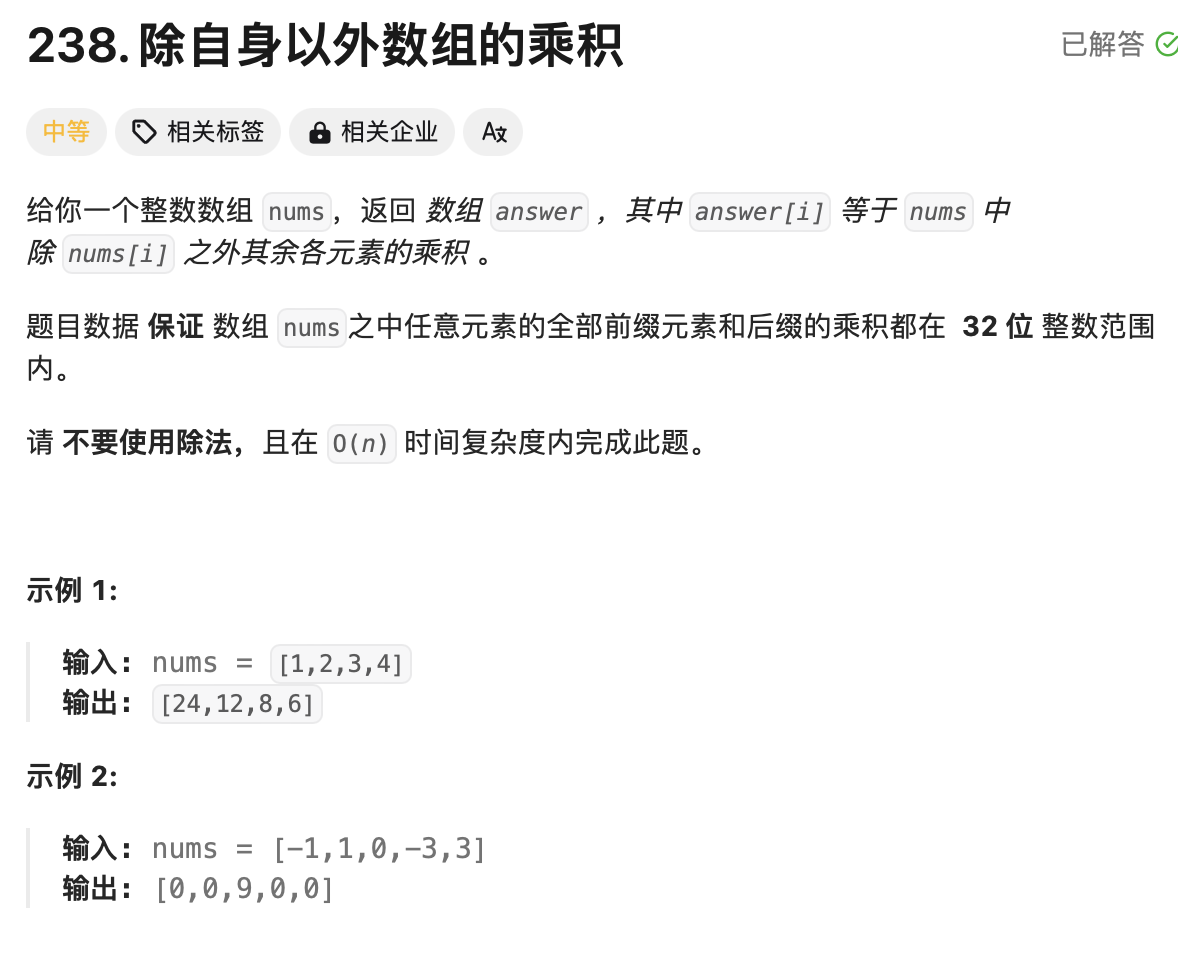 238. 除自身以外数组的乘积
已解答
中等 相关标签 相关企业
给你一个整数数组 nums，返回 数组 answer ，其中 answer[i] 等于 nums 中
除 nums[i] 之外其余各元素的乘积 。
题目数据 保证 数组 nums之中任意元素的全部前缀元素和后缀的乘积都在 32 位 整数范围
内。
请 不要使用除法，且在 O(n) 时间复杂度内完成此题。
示例 1:
输入: nums = [1,2,3,4]
输出: [24,12,8,6]
示例 2:
输入: nums = [-1,1,0,-3,3]
输出: [0,0,9,0,0]